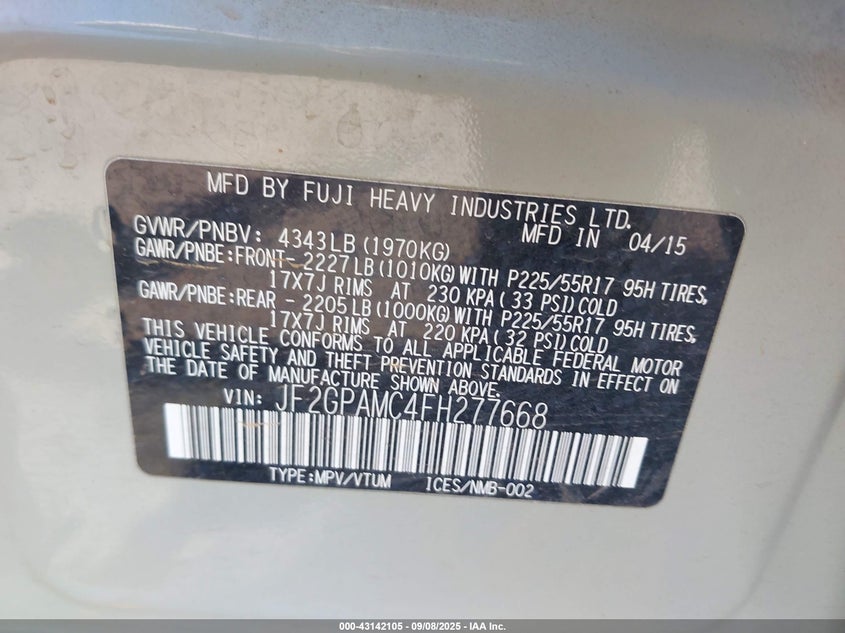 MFD BY FUJI HEAVY INDUSTRIES LTD.
GVWR/PNBV: 4343LB (1970KG) MFD IN 04/15
GAWR/PNBE:FRONT-2227LB (1010KG) WITH P225/55R17 95H TIRES,
17X7J RIMS AT 230 KPA (33 PSI) COLD
GAWR/PNBE:REAR - 2205LB (1000KG) WITH P225/55R17 95H TIRES,
17X7J RIMS AT 220 KPA (32 PSI) COLD
THIS VEHICLE CONFORMS TO ALL APPLICABLE FEDERAL MOTOR
VEHICLE SAFETY AND THEFT PREVENTION STANDARDS IN EFFECT ON
THE DATE OF MANUFACTURE SHOWN ABOVE.
VIN: JF2GPAMC4FH277668
TYPE:MPV/VTUM ICES/NMB-002
000-43142105 - 09/08/2025 - IAA Inc.